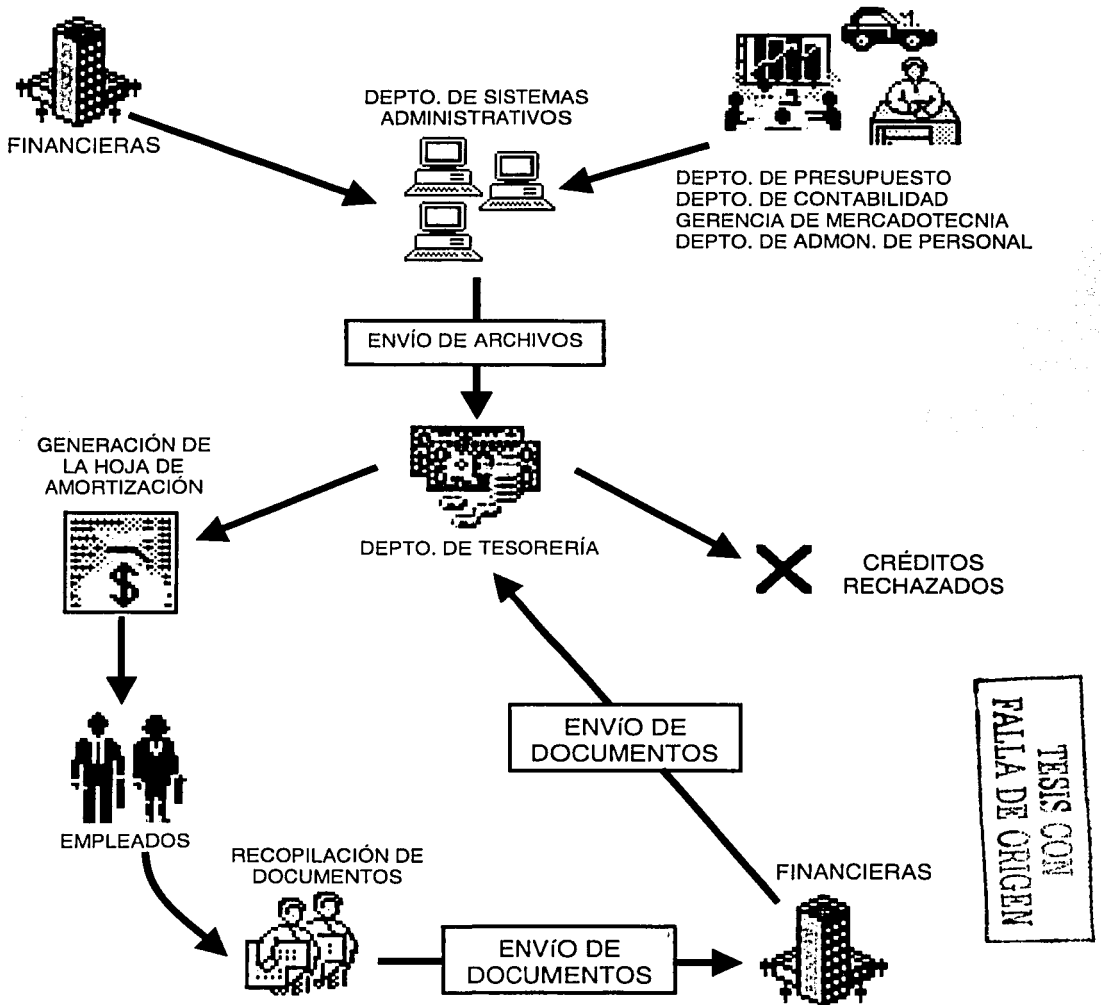 FINANCIERAS
DEPTO. DE SISTEMAS
ADMINISTRATIVOS
DEPTO. DE PRESUPUESTO
DEPTO. DE CONTABILIDAD
GERENCIA DE MERCADOTECNIA
DEPTO. DE ADMON. DE PERSONAL
ENVÍO DE ARCHIVOS
GENERACIÓN DE
LA HOJA DE
AMORTIZACIÓN
DEPTO. DE TESORERÍA
CRÉDITOS
RECHAZADOS
ENVíO DE
DOCUMENTOS
TESIS CON
FALLA DE ORIGEN
EMPLEADOS
RECOPILACIÓN DE
DOCUMENTOS
ENVíO DE
DOCUMENTOS
FINANCIERAS